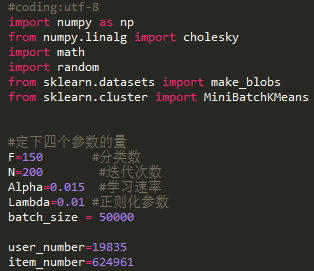 #coding:utf-8
import numpy as np
from numpy.linalg import cholesky
import math
import random
from sklearn.datasets import make_blobs
from sklearn.cluster import MiniBatchKMeans
#定下四个参数的量
F=150 #分类数
N=200 #迭代次数
Alpha=0.015 #学习速率
Lambda=0.01 #正则化参数
batch_size = 50000
user_number=19835
item_number=624961